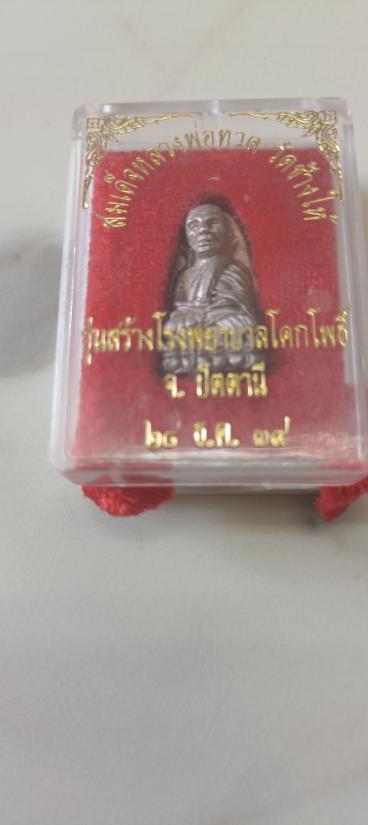 สมเด็จหลวงพ่อทวด วัดช้างให้
รุ่นสร้างโรงพยาบาลโคกโพธิ์
จ. ปัตตานี
๒๘ ธ.ค. ๓๙